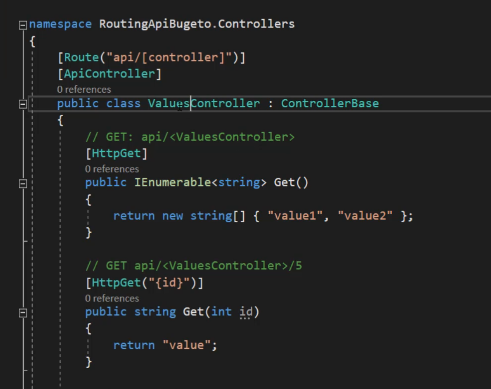 namespace RoutingApiBugeto.Controllers
{
[Route("api/[controller]")]
[ApiController]
0 references
public class ValuesController : ControllerBase
{
// GET: api/<ValuesController>
[HttpGet]
0 references
public IEnumerable<string> Get()
{
return new string[] { "value1", "value2" };
}
// GET api/<ValuesController>/5
[HttpGet("{id}")]
0 references
public string Get(int id)
{
return "value";
}